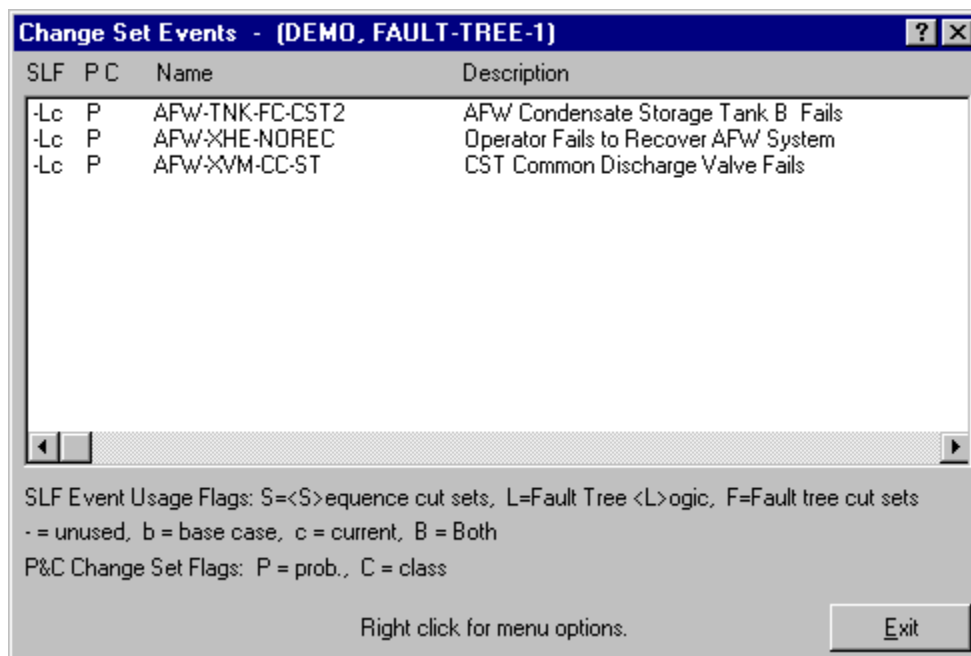 Change Set Events - (DEMO, FAULT-TREE-1)
SLF P C Name Description
-Lc P AFW-TNK-FC-CST2 AFW Condensate Storage Tank B Fails
-Lc P AFW-XHE-NOREC Operator Fails to Recover AFW System
-Lc P AFW-XVM-CC-ST CST Common Discharge Valve Fails
SLF Event Usage Flags: S=<S>equence cut sets, L=Fault Tree <L>ogic, F=Fault tree cut sets
- = unused, b = base case, c = current, B = Both
P&C Change Set Flags: P = prob., C = class
Right click for menu options.
Exit